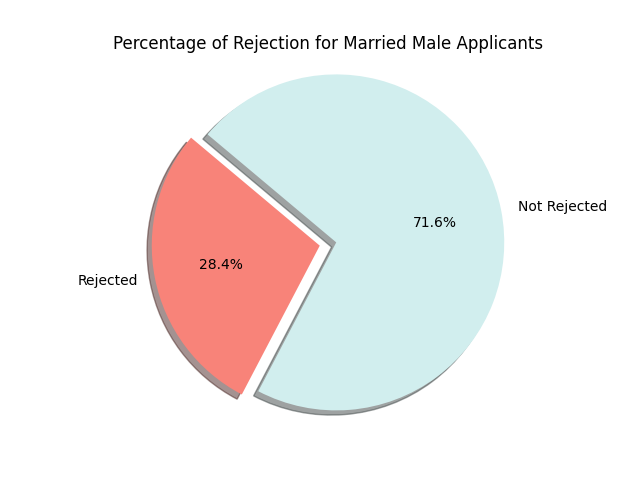 Percentage of Rejection for Married Male Applicants
Not Rejected
71.6%
28.4%
Rejected